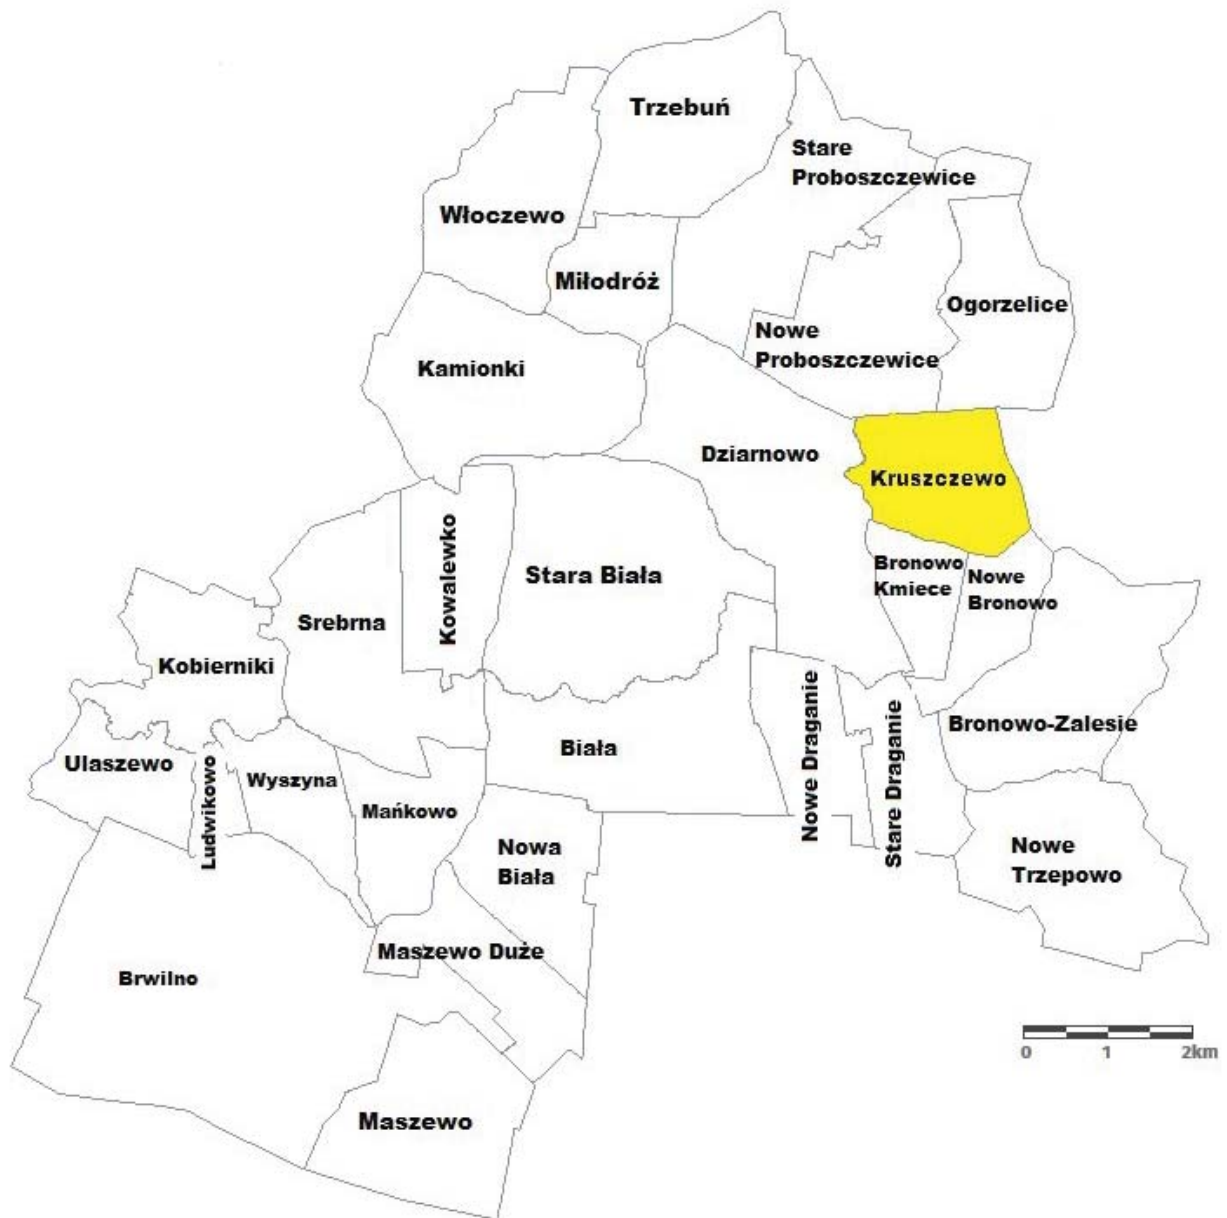 Trzebuń
Stare
Proboszczewice
Włoczewo
Miłodróż
Ogorzelice
Nowe
Proboszczewice
Kamionki
Dziarnowo
Kruszczewo
Kowalewko
Stara Biała
Bronowo
Kmiece
Nowe
Bronowo
Srebrna
Kobierniki
Nowe Draganie
Stare Draganie
Bronowo-Zalesie
Biała
Ulaszewo
Ludwikowo
Wyszyna
Mańkowo
Nowa
Biała
Nowe
Trzepowo
Maszewo Duże
Brwilno
0 1 2km
Maszewo